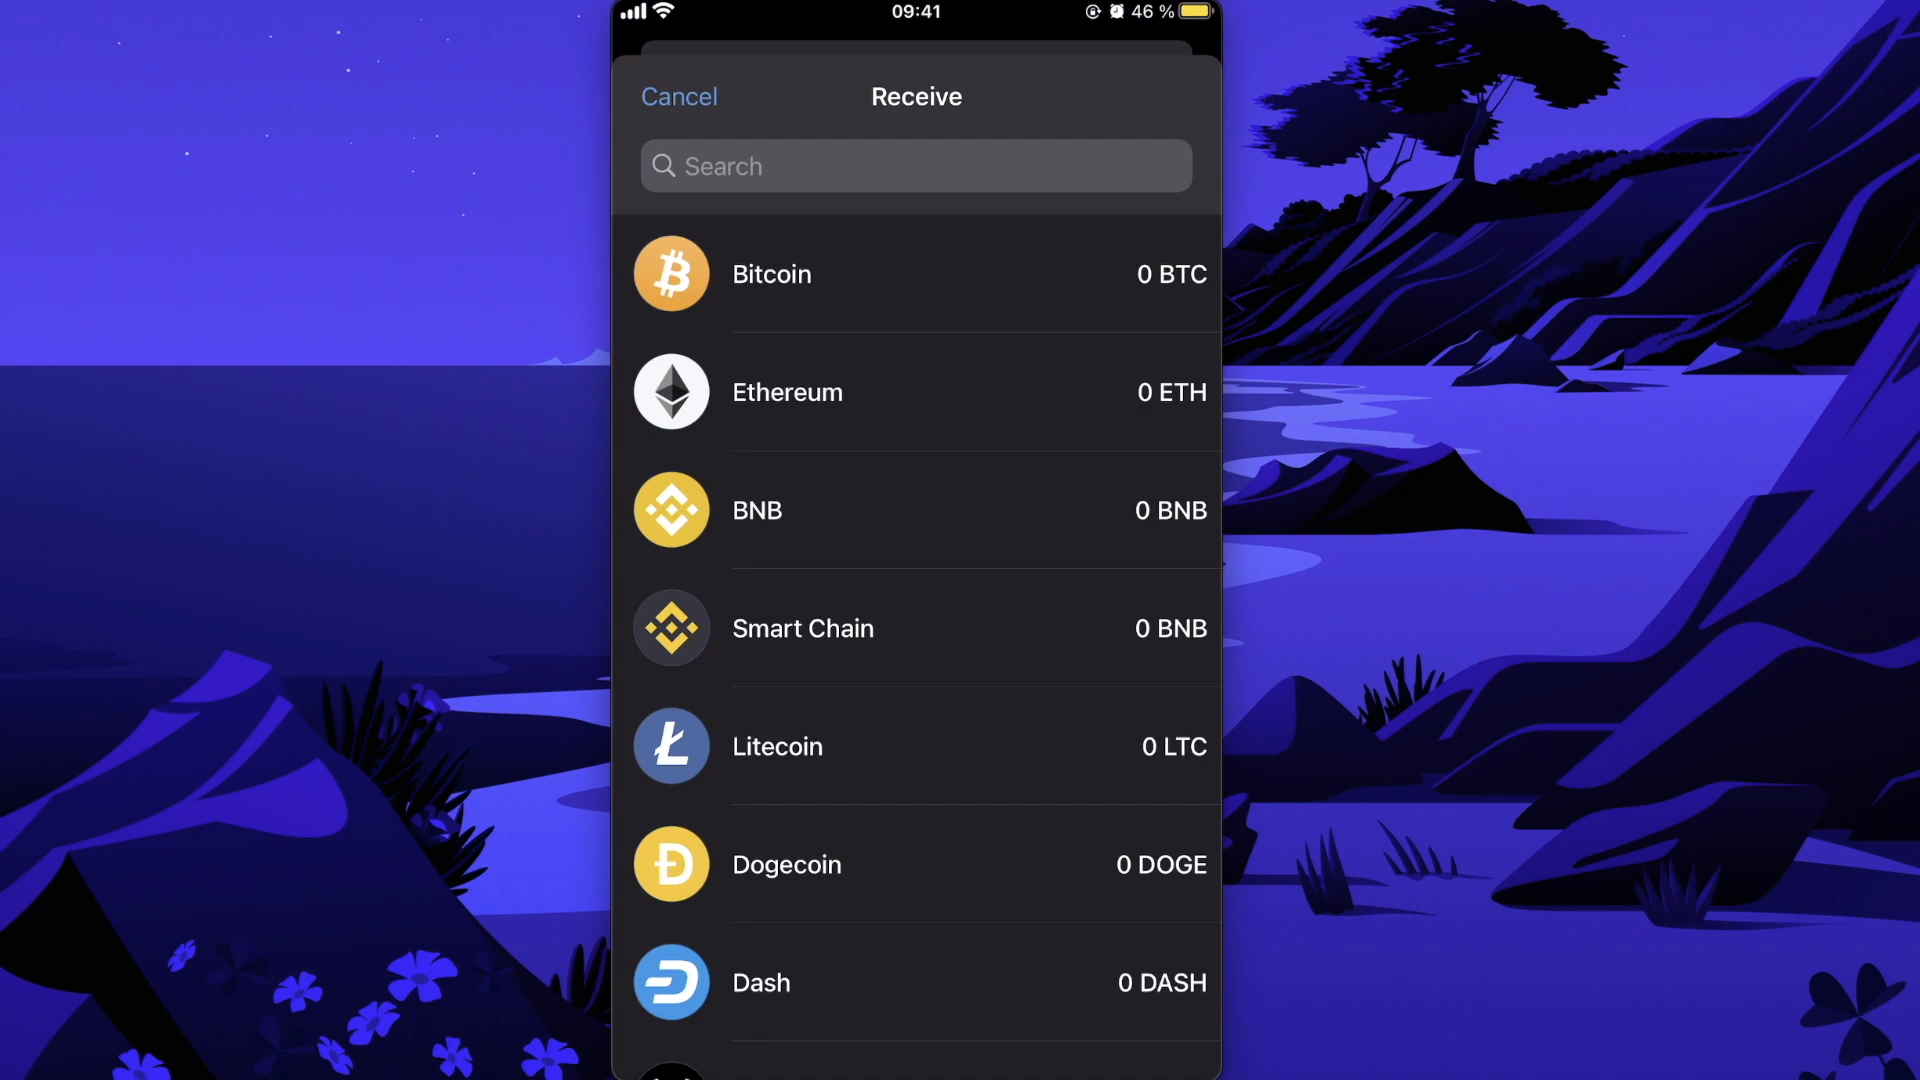 09:41
46 %
Cancel
Receive
Search
Bitcoin 0 BTC
Ethereum 0 ETH
BNB 0 BNB
Smart Chain 0 BNB
Litecoin 0 LTC
Dogecoin 0 DOGE
Dash 0 DASH